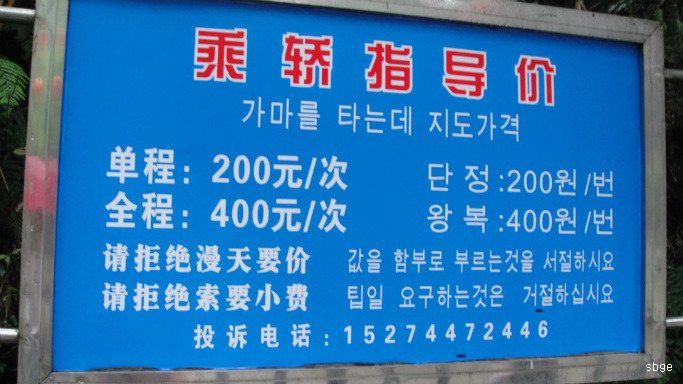 乘轿指导价
가마를 타는데 지도가격
单程：200元/次 단 정 :200원 /번
全程：400元/次 왕 복 :400원 /번
请拒绝漫天要价 값을 함부로 부르는것을 서절하시요
请拒绝索要小费 팁일 요구하는것은 거절하십시요
投诉电话：15274472446
sbge